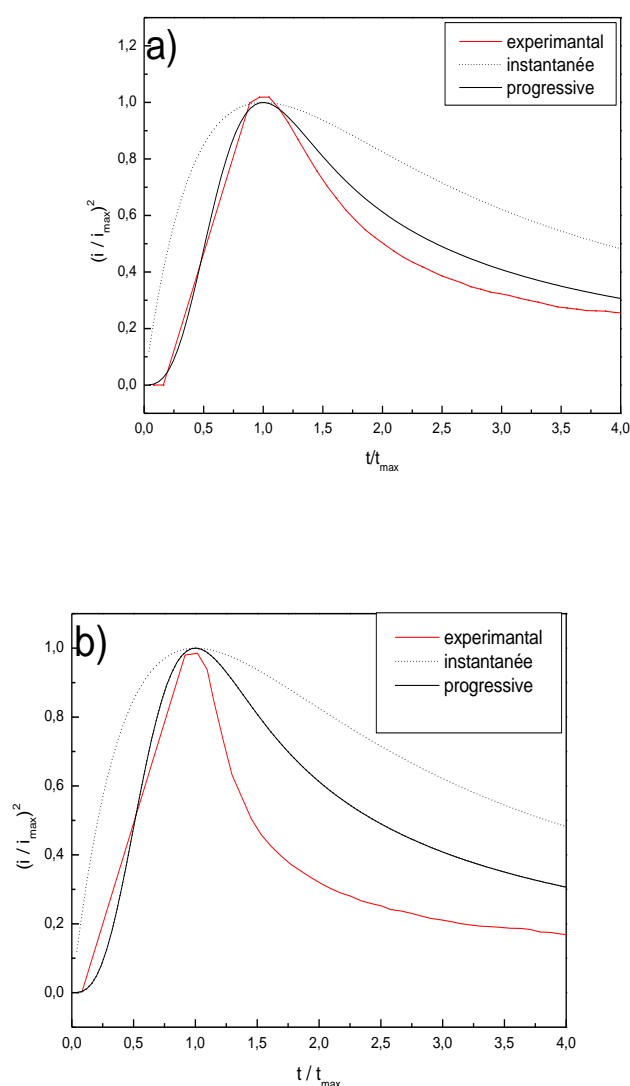 a)
experimantal
instantanée
progressive
1,2
1,0
0,8
0,6
0,4
0,2
0,0
(i / i_max)²
0,0 0,5 1,0 1,5 2,0 2,5 3,0 3,5 4,0
t/t_max
b)
experimantal
instantanée
progressive
1,0
0,8
0,6
0,4
0,2
0,0
(i / i_max)²
0,0 0,5 1,0 1,5 2,0 2,5 3,0 3,5 4,0
t / t_max